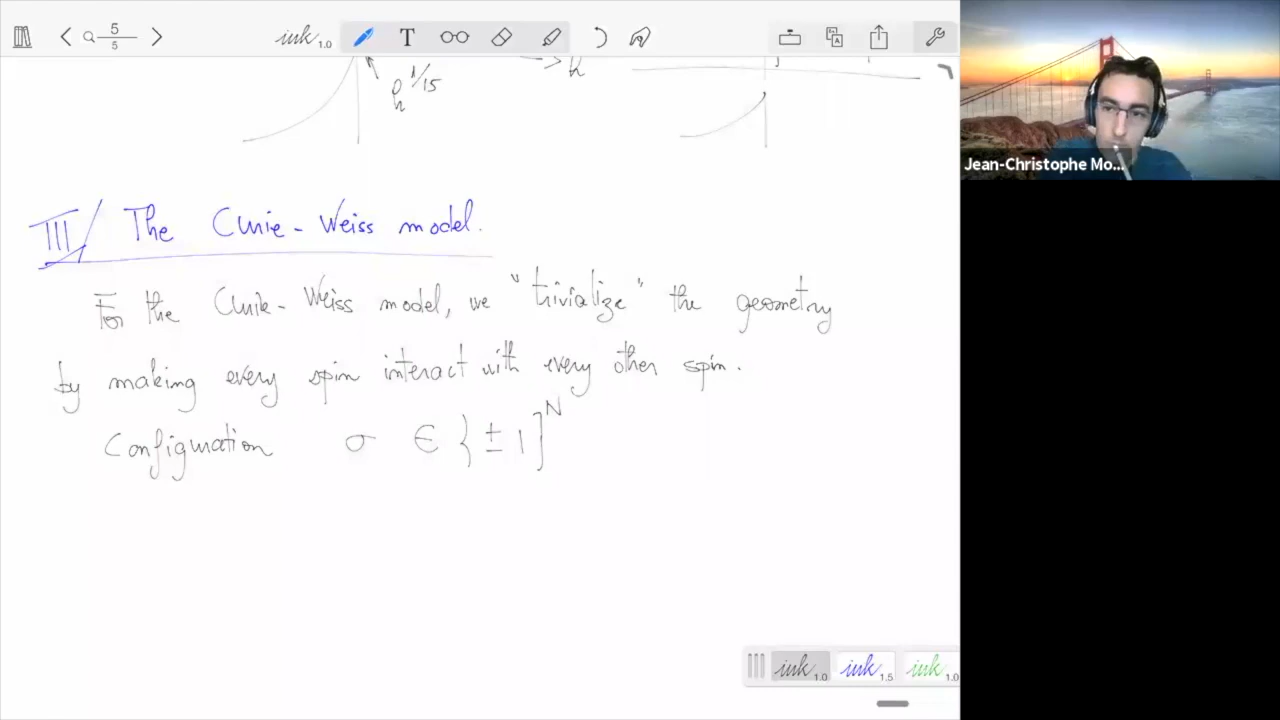 5
5
ink 1.0
T
h^1/15
h
Jean-Christophe Mo...
III/ The Curie-Weiss model.
For the Curie-Weiss model, we "trivialize" the geometry
by making every spin interact with every other spin.
Configuration σ ∈ {±1}^N
ink 1.0 ink 1.5 ink 1.0